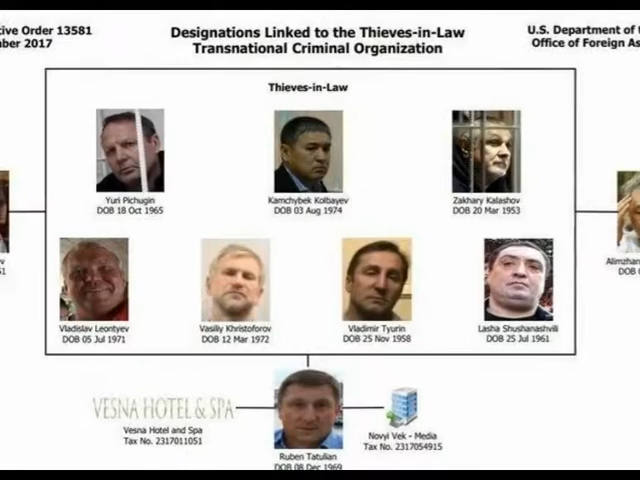 tive Order 13581
mber 2017
Designations Linked to the Thieves-in-Law
Transnational Criminal Organization
U.S. Department of t
Office of Foreign As
Thieves-in-Law
Yuri Pichugin
DOB 18 Oct 1965
Kamchybek Kolbayev
DOB 03 Aug 1974
Zakhary Kalashov
DOB 20 Mar 1953
v
51
Alimzhan
DOB 0
Vladislav Leontyev
DOB 05 Jul 1971
Vasiliy Khristoforov
DOB 12 Mar 1972
Vladimir Tyurin
DOB 25 Nov 1958
Lasha Shushanashvili
DOB 25 Jul 1961
VESNA HOTEL & SPA
Vesna Hotel and Spa
Tax No. 2317011051
Novyi Vek - Media
Tax No. 2317054915
Ruben Tatulian
DOB 08 Dec 1969